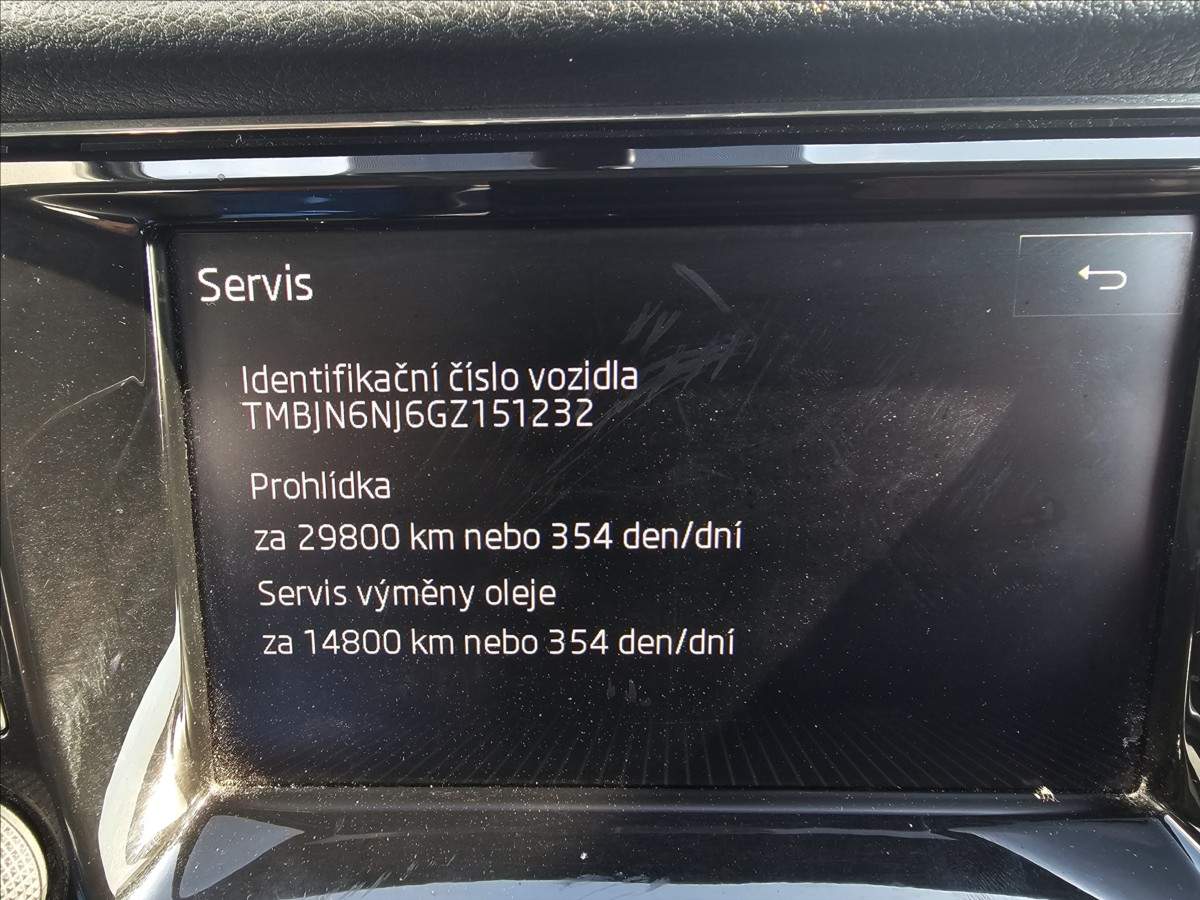 Servis
Identifikační číslo vozidla
TMBJN6NJ6GZ151232
Prohlídka
za 29800 km nebo 354 den/dní
Servis výměny oleje
za 14800 km nebo 354 den/dní